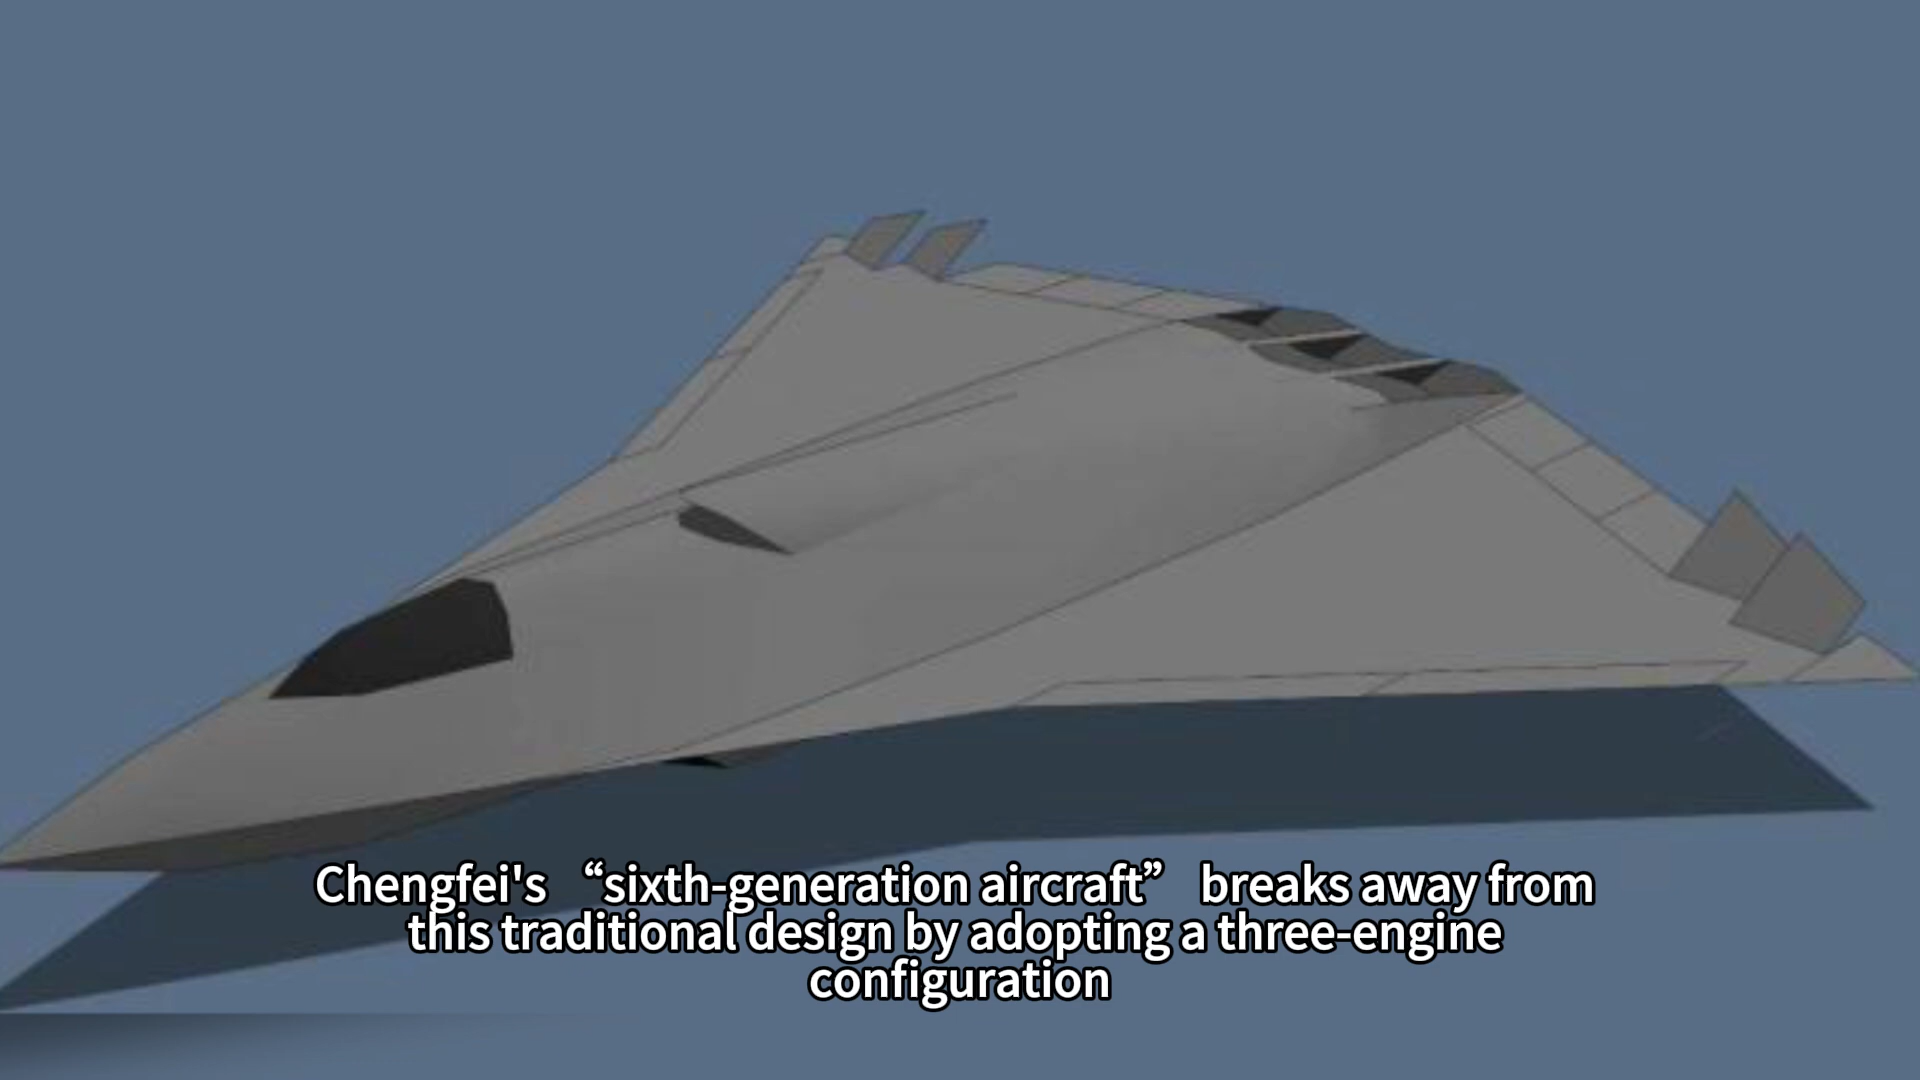 Chengfei's “sixth-generation aircraft” breaks away from
this traditional design by adopting a three-engine
configuration